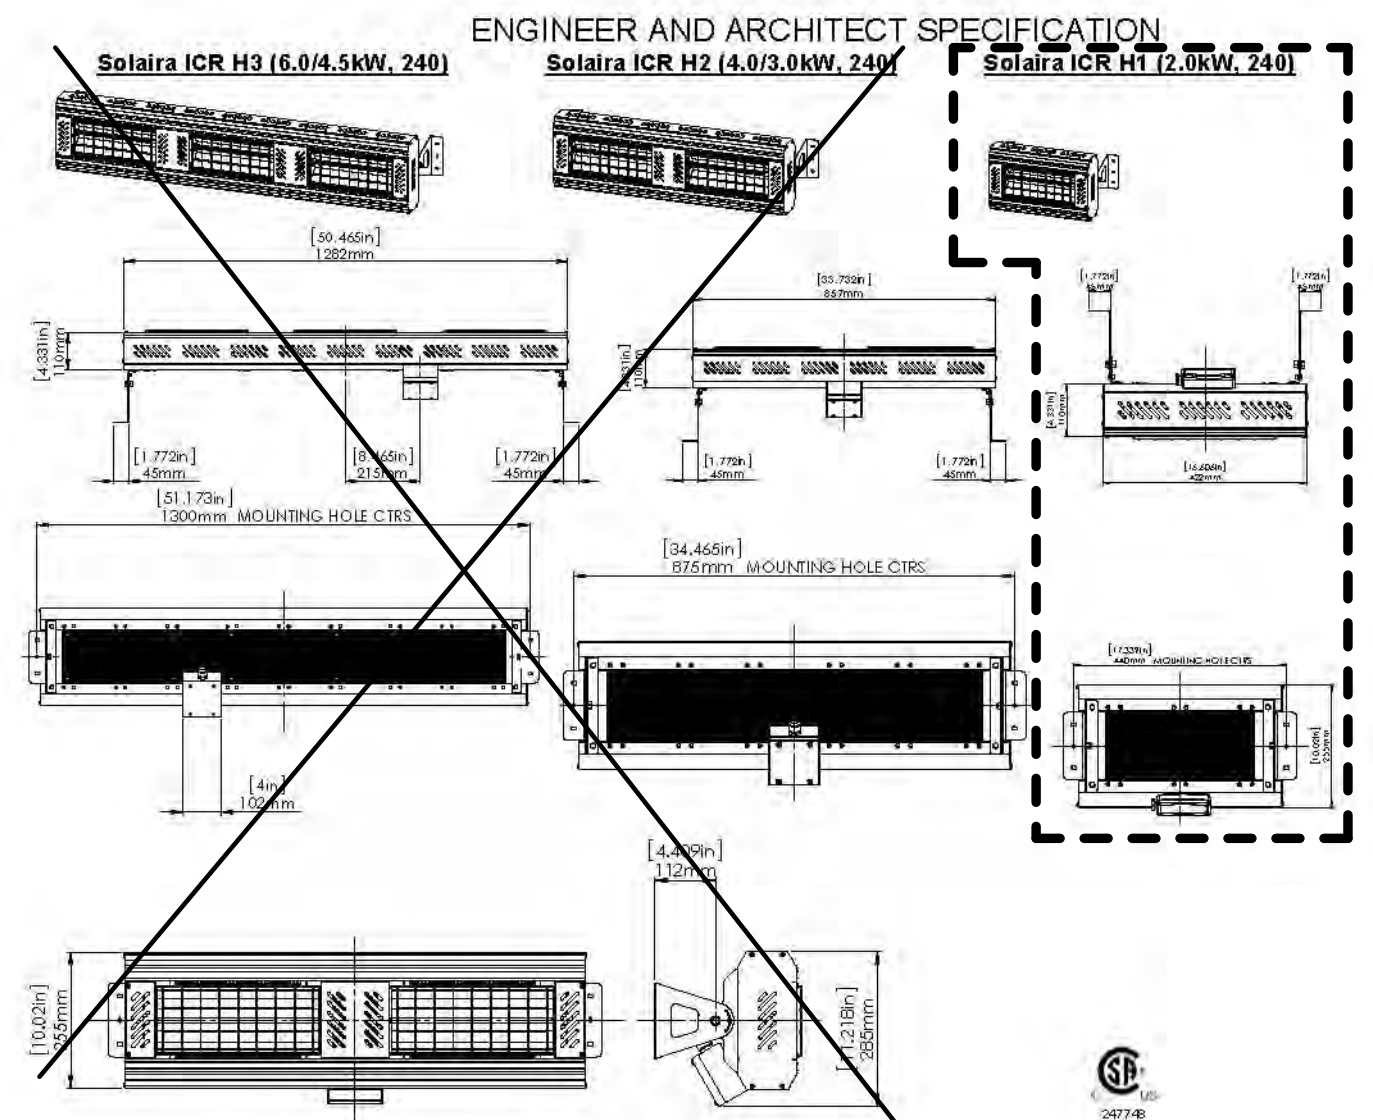 ENGINEER AND ARCHITECT SPECIFICATION
Solaira ICR H3 (6.0/4.5kW, 240)
Solaira ICR H2 (4.0/3.0kW, 240)
Solaira ICR H1 (2.0kW, 240)
[50.465in]
1282mm
[4.331in]
110mm
[1.772in]
45mm
[8.465in]
215mm
[1.772in]
45mm
[33.732in]
857mm
[4.331in]
110mm
[1.772in]
45mm
[1.772in]
45mm
[1.772in]
45mm
[1.772in]
45mm
[4.331in]
110mm
[16.606in]
422mm
[51.173in]
1300mm MOUNTING HOLE CTRS
[4in]
102mm
[34.465in]
875mm MOUNTING HOLE CTRS
[17.339in]
440mm MOUNTING HOLE CTRS
[10.02in]
255mm
[10.02in]
255mm
[4.409in]
112mm
[11.218in]
285mm
CSA
C US
247743